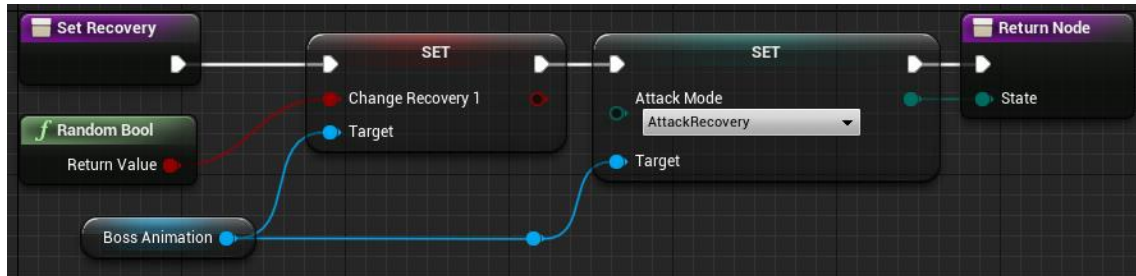 Set Recovery
SET
Change Recovery 1
Target
SET
Attack Mode
AttackRecovery
Target
Return Node
State
f Random Bool
Return Value
Boss Animation